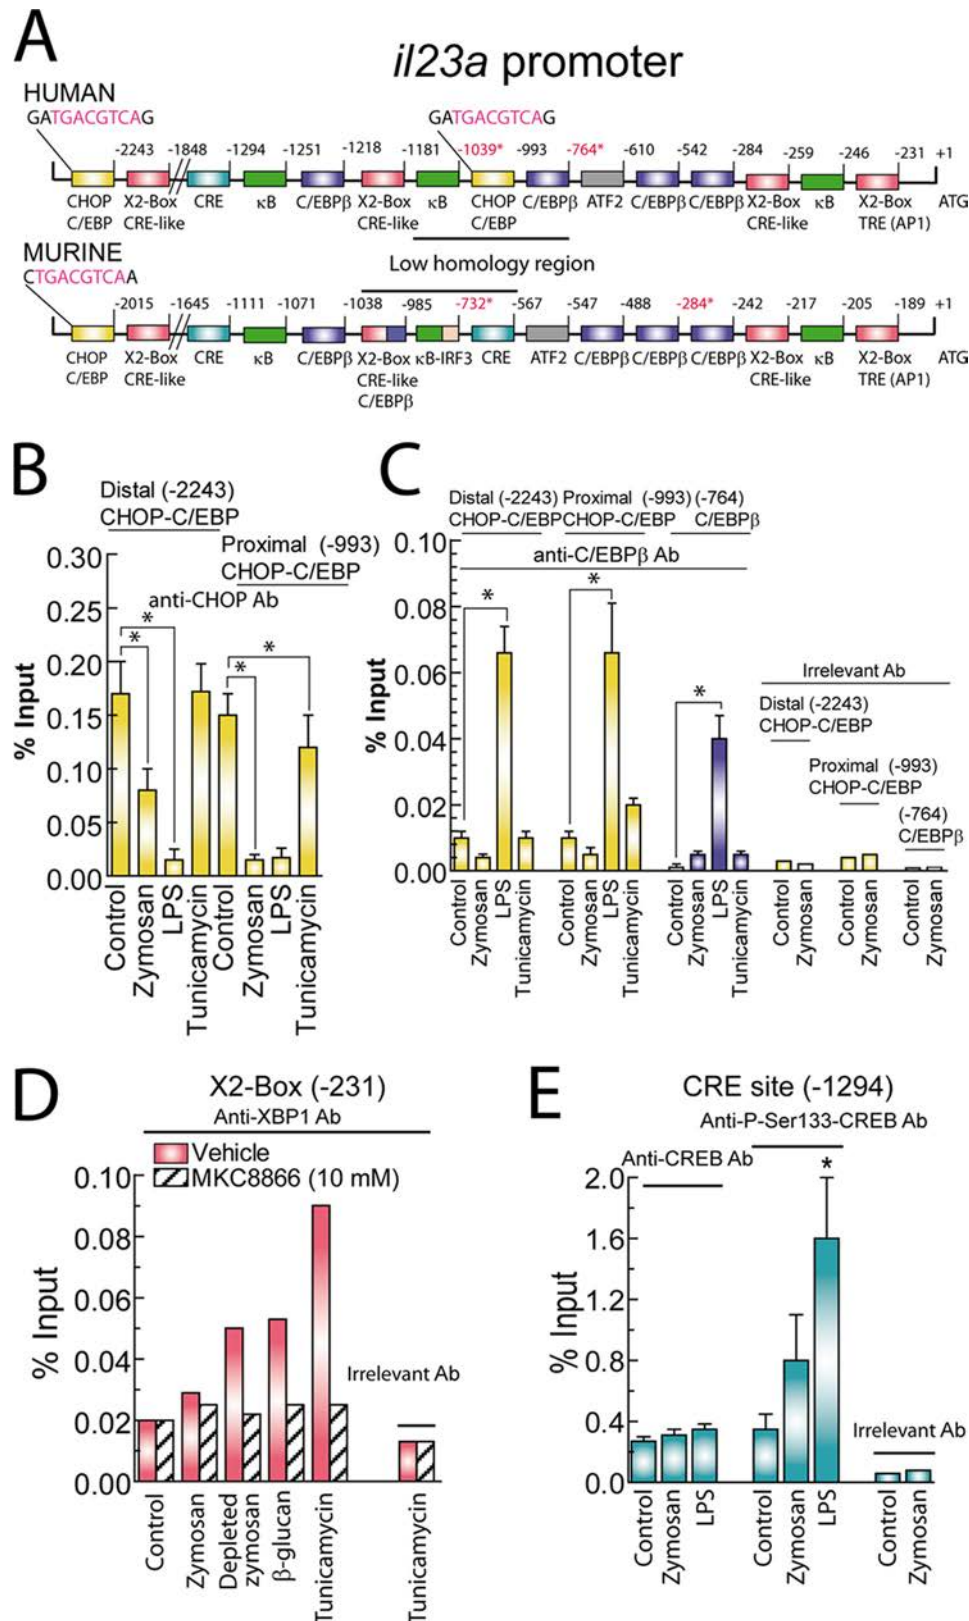 A
il23a promoter
HUMAN
GATGACGTCAG
GATGACGTCAG
-2243 -1848 -1294 -1251 -1218 -1181 -1039* -993 -764* -610 -542 -284 -259 -246 -231 +1
CHOP X2-Box CRE κB C/EBPβ X2-Box κB CHOP C/EBPβ ATF2 C/EBPβ C/EBPβ X2-Box κB X2-Box ATG
C/EBP CRE-like CRE-like C/EBP CRE-like TRE (AP1)
Low homology region
MURINE
CTGACGTCAA
-2015 -1645 -1111 -1071 -1038 -985 -732* -567 -547 -488 -284* -242 -217 -205 -189 +1
CHOP X2-Box CRE κB C/EBPβ X2-Box κB-IRF3 CRE ATF2 C/EBPβ C/EBPβ C/EBPβ X2-Box κB X2-Box ATG
C/EBP CRE-like CRE-like CRE-like TRE (AP1)
C/EBPβ
B
Distal (-2243)
CHOP-C/EBP
Proximal (-993)
CHOP-C/EBP
anti-CHOP Ab
% Input
0.30
0.20
0.15
0.10
0.05
0.00
* * * *
Control Zymosan LPS Tunicamycin Control Zymosan LPS Tunicamycin
C
Distal (-2243) Proximal (-993) (-764)
CHOP-C/EBP CHOP-C/EBP C/EBPβ
anti-C/EBPβ Ab
% Input
0.10
0.08
0.06
0.04
0.02
0.00
* * *
Irrelevant Ab
Distal (-2243)
CHOP-C/EBP
Proximal (-993)
CHOP-C/EBP
(-764)
C/EBPβ
Control Zymosan LPS Tunicamycin Control Zymosan LPS Tunicamycin Control Zymosan LPS Tunicamycin Control Zymosan Control Zymosan Control Zymosan
D
X2-Box (-231)
Anti-XBP1 Ab
Vehicle
MKC8866 (10 mM)
% Input
0.10
0.08
0.06
0.04
0.02
0.00
Irrelevant Ab
Control Zymosan Depleted zymosan β-glucan Tunicamycin Tunicamycin
E
CRE site (-1294)
Anti-P-Ser133-CREB Ab
Anti-CREB Ab
*
% Input
2.0
1.6
1.2
0.8
0.4
0.0
Irrelevant Ab
Control Zymosan LPS Control Zymosan LPS Control Zymosan